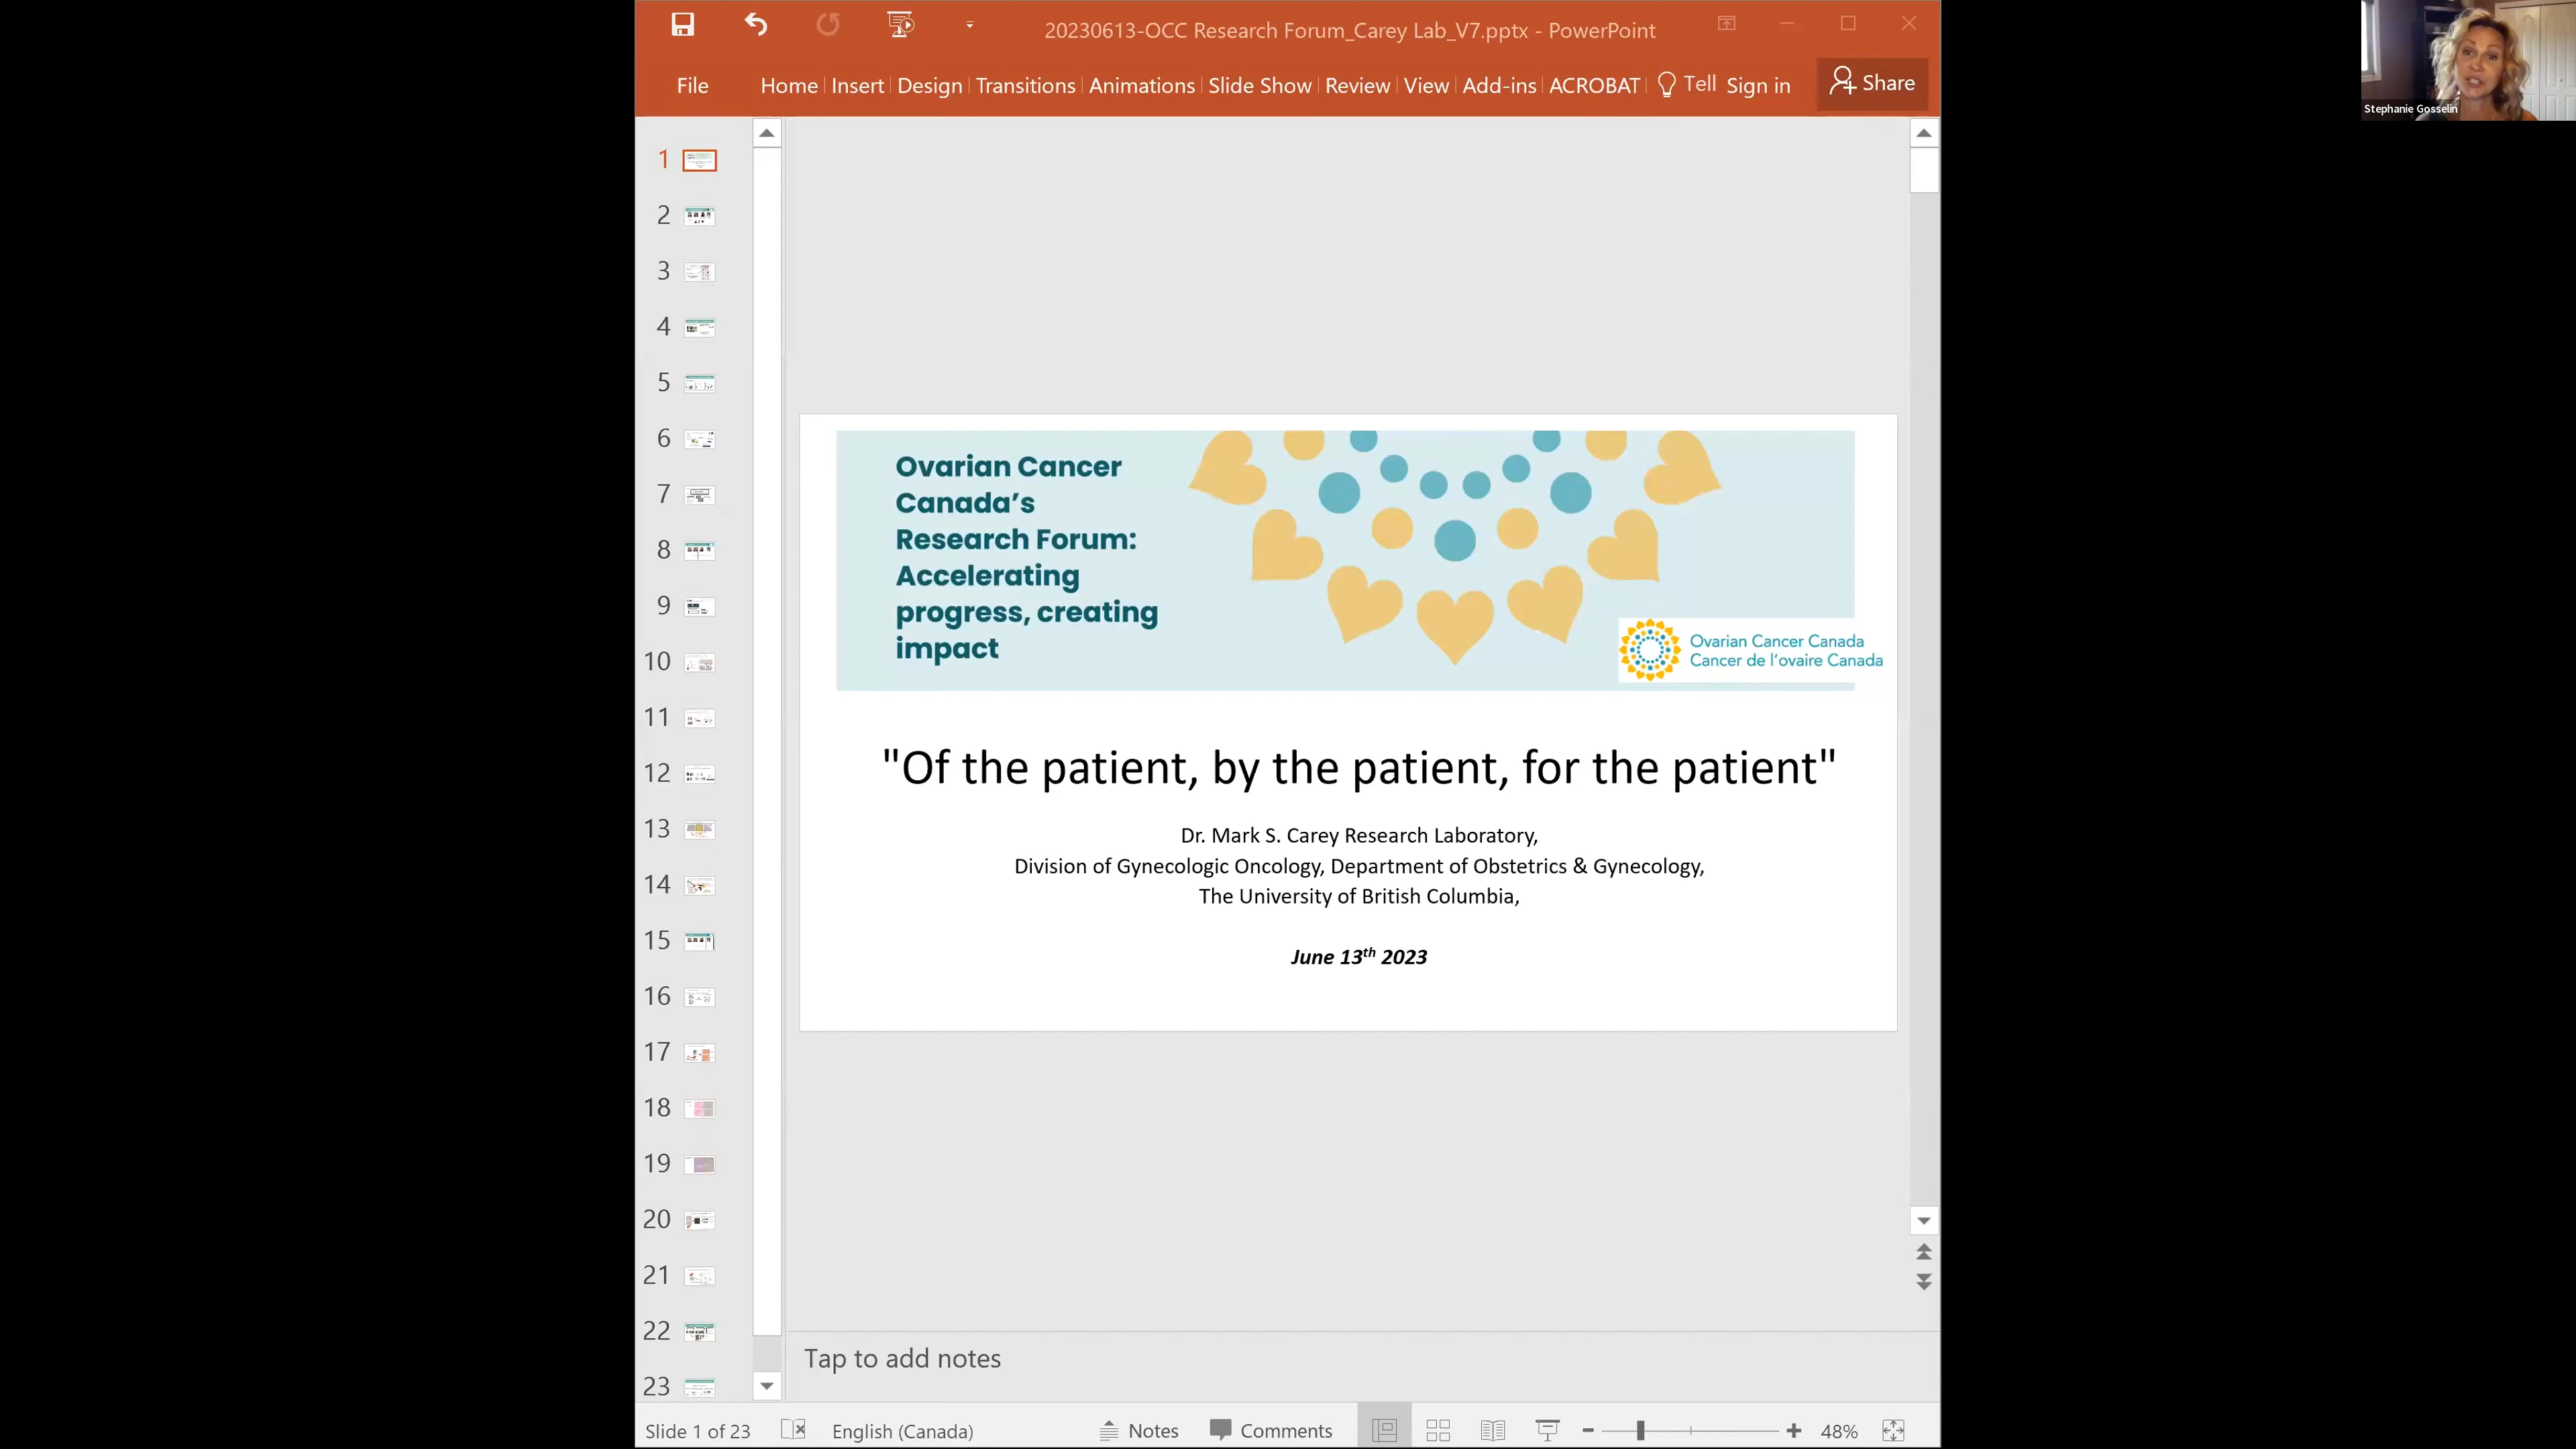 20230613-OCC Research Forum_Carey Lab_V7.pptx - PowerPoint
File Home Insert Design Transitions Animations Slide Show Review View Add-ins ACROBAT Tell Sign in Share
Stephanie Gosselin
1
2
3
4
5
6
7
8
9
10
11
12
13
14
15
16
17
18
19
20
21
22
23
Ovarian Cancer
Canada’s
Research Forum:
Accelerating
progress, creating
impact
Ovarian Cancer Canada
Cancer de l’ovaire Canada
"Of the patient, by the patient, for the patient"
Dr. Mark S. Carey Research Laboratory,
Division of Gynecologic Oncology, Department of Obstetrics & Gynecology,
The University of British Columbia,
June 13th 2023
Tap to add notes
Slide 1 of 23 English (Canada) Notes Comments 48%